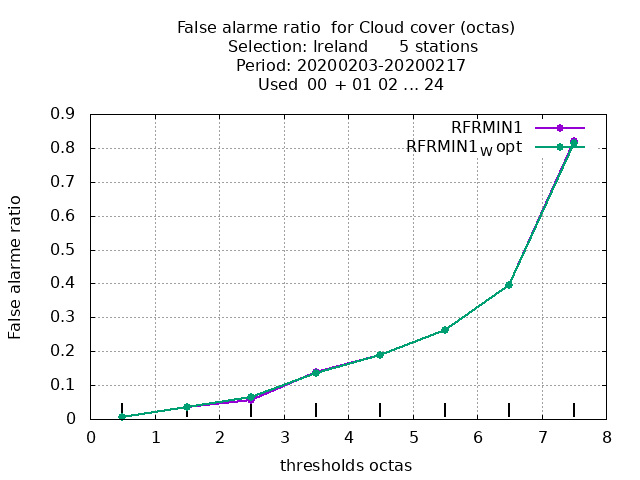 False alarme ratio  for Cloud cover (octas)
Selection: Ireland      5 stations
Period: 20200203-20200217
Used  00  + 01 02 ... 24
RFRMIN1
RFRMIN1W opt
False alarme ratio
0.9
0.8
0.7
0.6
0.5
0.4
0.3
0.2
0.1
0
0 1 2 3 4 5 6 7 8
thresholds octas